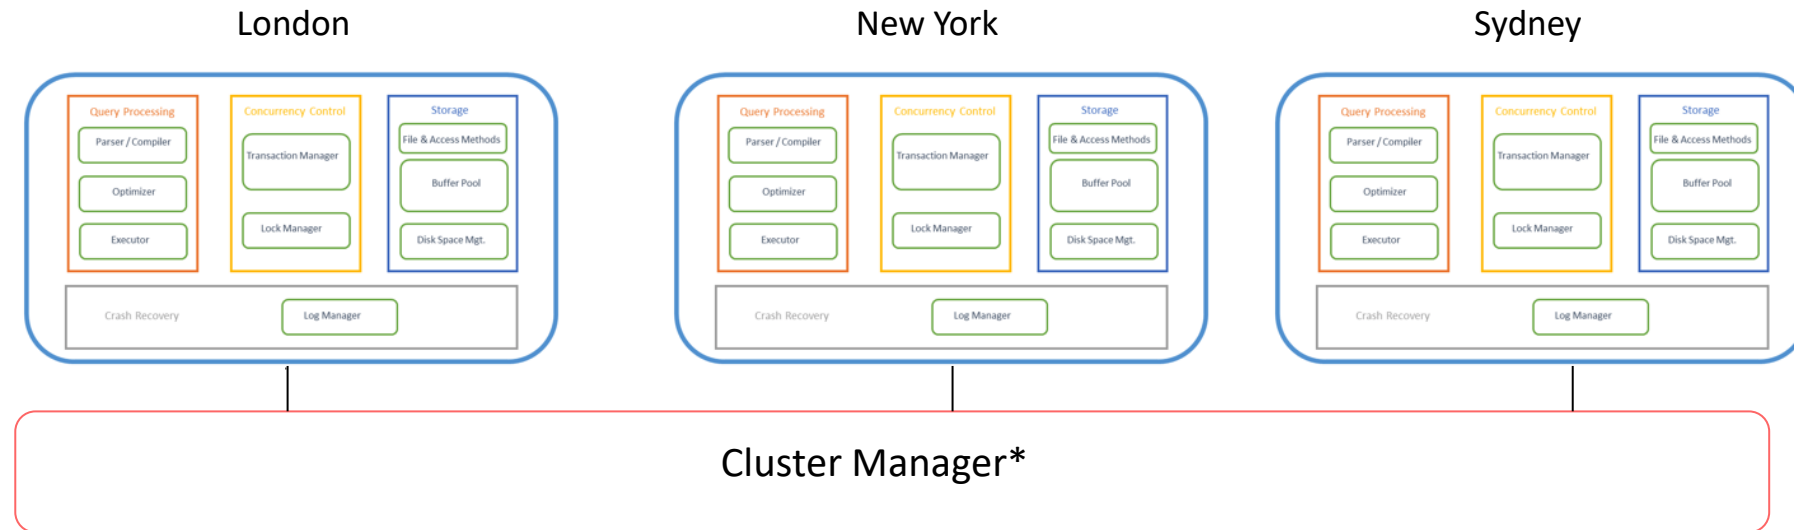 London
Query Processing
Parser / Compiler
Optimizer
Executor
Concurrency Control
Transaction Manager
Lock Manager
Storage
File & Access Methods
Buffer Pool
Disk Space Mgt.
Crash Recovery
Log Manager
New York
Query Processing
Parser / Compiler
Optimizer
Executor
Concurrency Control
Transaction Manager
Lock Manager
Storage
File & Access Methods
Buffer Pool
Disk Space Mgt.
Crash Recovery
Log Manager
Sydney
Query Processing
Parser / Compiler
Optimizer
Executor
Concurrency Control
Transaction Manager
Lock Manager
Storage
File & Access Methods
Buffer Pool
Disk Space Mgt.
Crash Recovery
Log Manager
Cluster Manager*